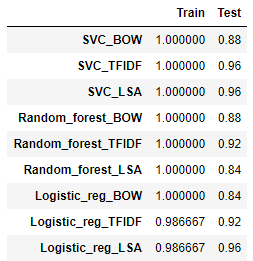 Train Test
SVC_BOW 1.000000 0.88
SVC_TFIDF 1.000000 0.96
SVC_LSA 1.000000 0.96
Random_forest_BOW 1.000000 0.88
Random_forest_TFIDF 1.000000 0.92
Random_forest_LSA 1.000000 0.84
Logistic_reg_BOW 1.000000 0.84
Logistic_reg_TFIDF 0.986667 0.92
Logistic_reg_LSA 0.986667 0.96